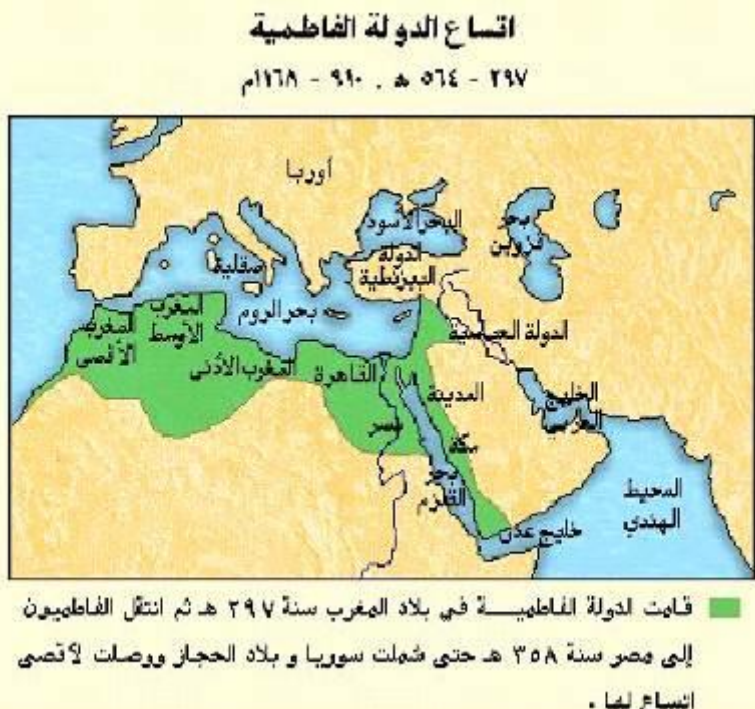 اتساع الدولة الفاطمية
٢٩٧ - ٥٦٤ هـ . ٩١٠ - ١١٦٨م
أوربا
البحر الأسود
بحر
قزوين
الدولة
البيزنطية
صقلية
بحر الروم
الدولة العباسية
المغرب
الأوسط
المغرب
الأقصى
المغرب الأدنى
القاهرة
مصر
المدينة
الخليج
العربي
مكة
بحر
القلزم
خليج عدن
المحيط
الهندي
قامت الدولة الفاطميـــة في بلاد المغرب سنة ٢٩٧ هـ ثم انتقل الفاطميون
إلى مصر سنة ٣٥٨ هـ حتى شملت سوريا و بلاد الحجاز ووصلت لأقصى
اتساع لها .